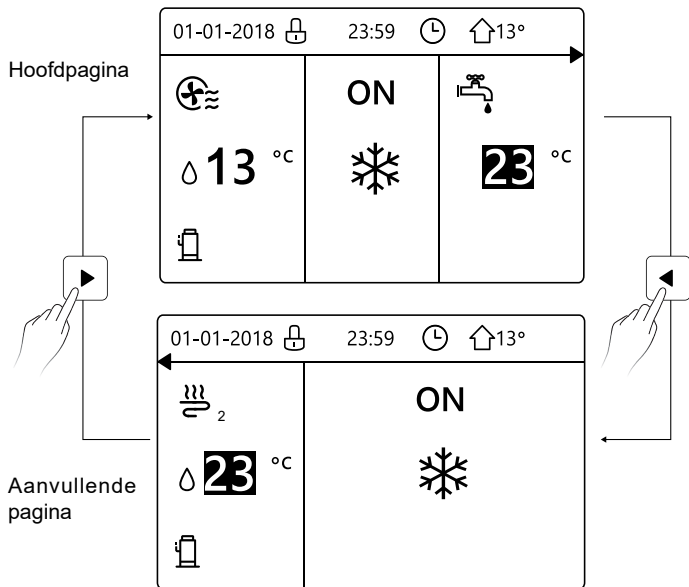 01-01-2018 23:59 13°
Hoofdpagina
ON
13 °C
23 °C
01-01-2018 23:59 13°
2
ON
23 °C
Aanvullende
pagina